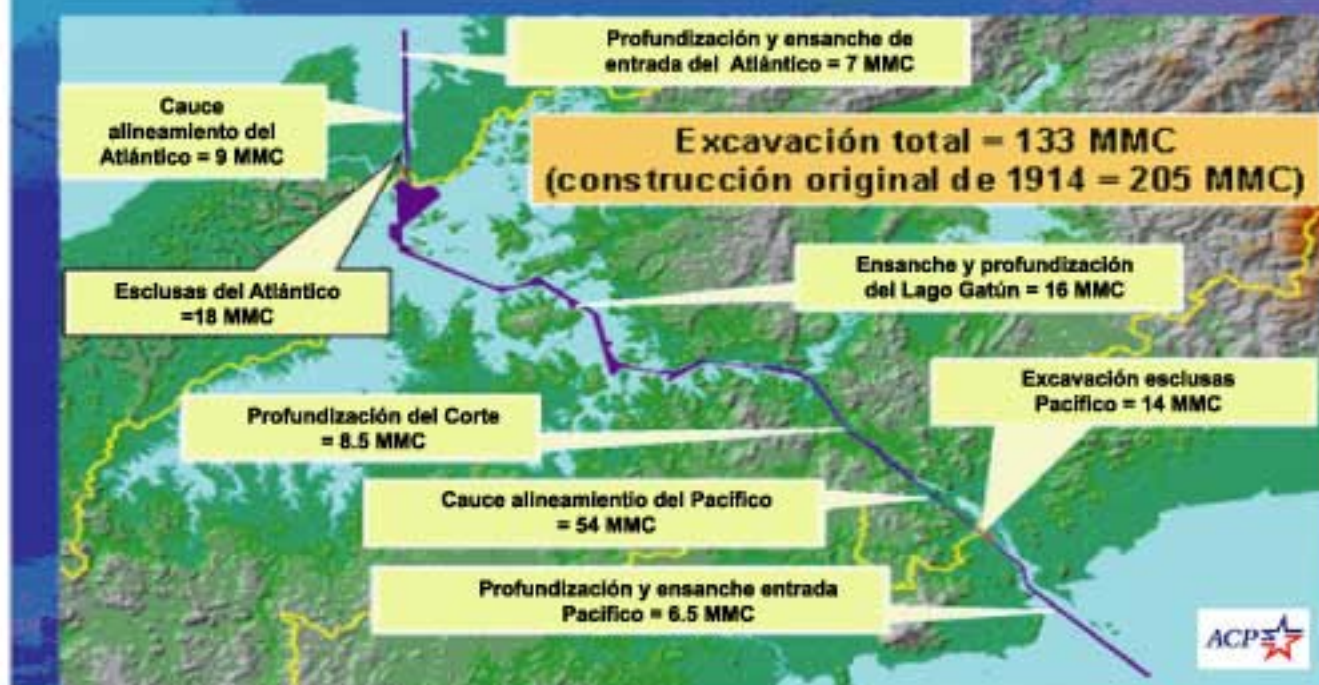 Profundización y ensanche de
entrada del Atlántico = 7 MMC
Cauce
alineamiento del
Atlántico = 9 MMC
Excavación total = 133 MMC
(construcción original de 1914 = 205 MMC)
Esclusas del Atlántico
=18 MMC
Ensanche y profundización
del Lago Gatún = 16 MMC
Excavación esclusas
Pacífico = 14 MMC
Profundización del Corte
= 8.5 MMC
Cauce alineamientio del Pacífico
= 54 MMC
Profundización y ensanche entrada
Pacífico = 6.5 MMC
ACP